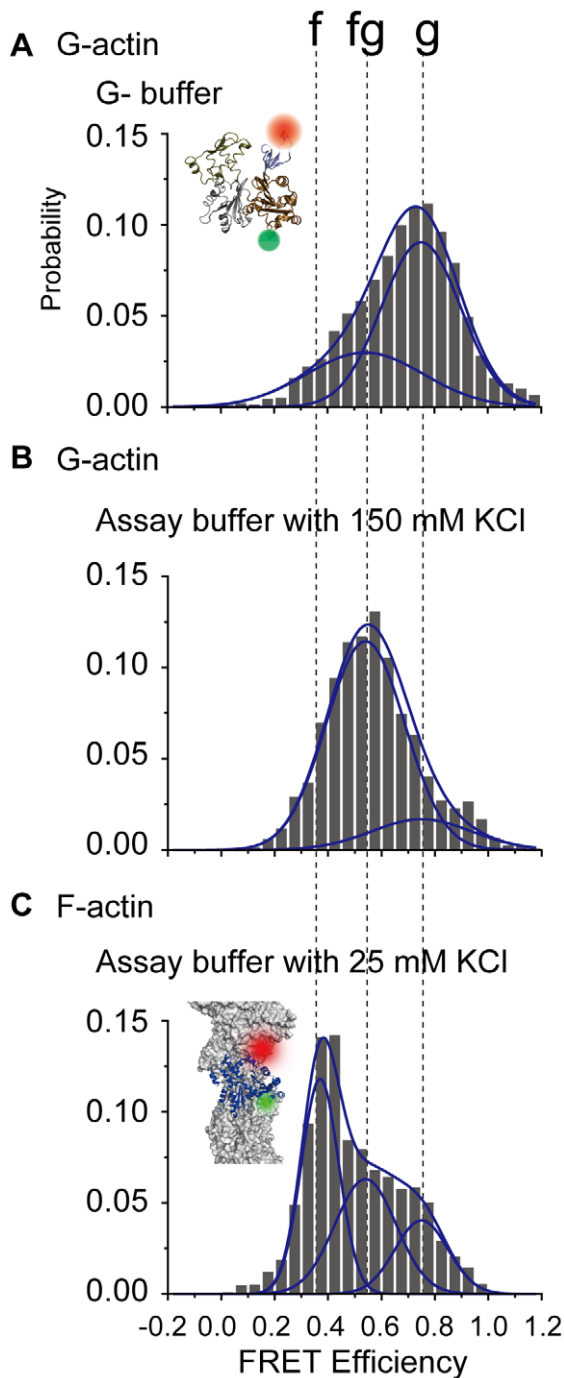 f fg g
A G-actin
G- buffer
0.15
0.10
0.05
0.00
Probability
B G-actin
Assay buffer with 150 mM KCl
0.15
0.10
0.05
0.00
C F-actin
Assay buffer with 25 mM KCl
0.15
0.10
0.05
0.00
-0.2 0.0 0.2 0.4 0.6 0.8 1.0 1.2
FRET Efficiency